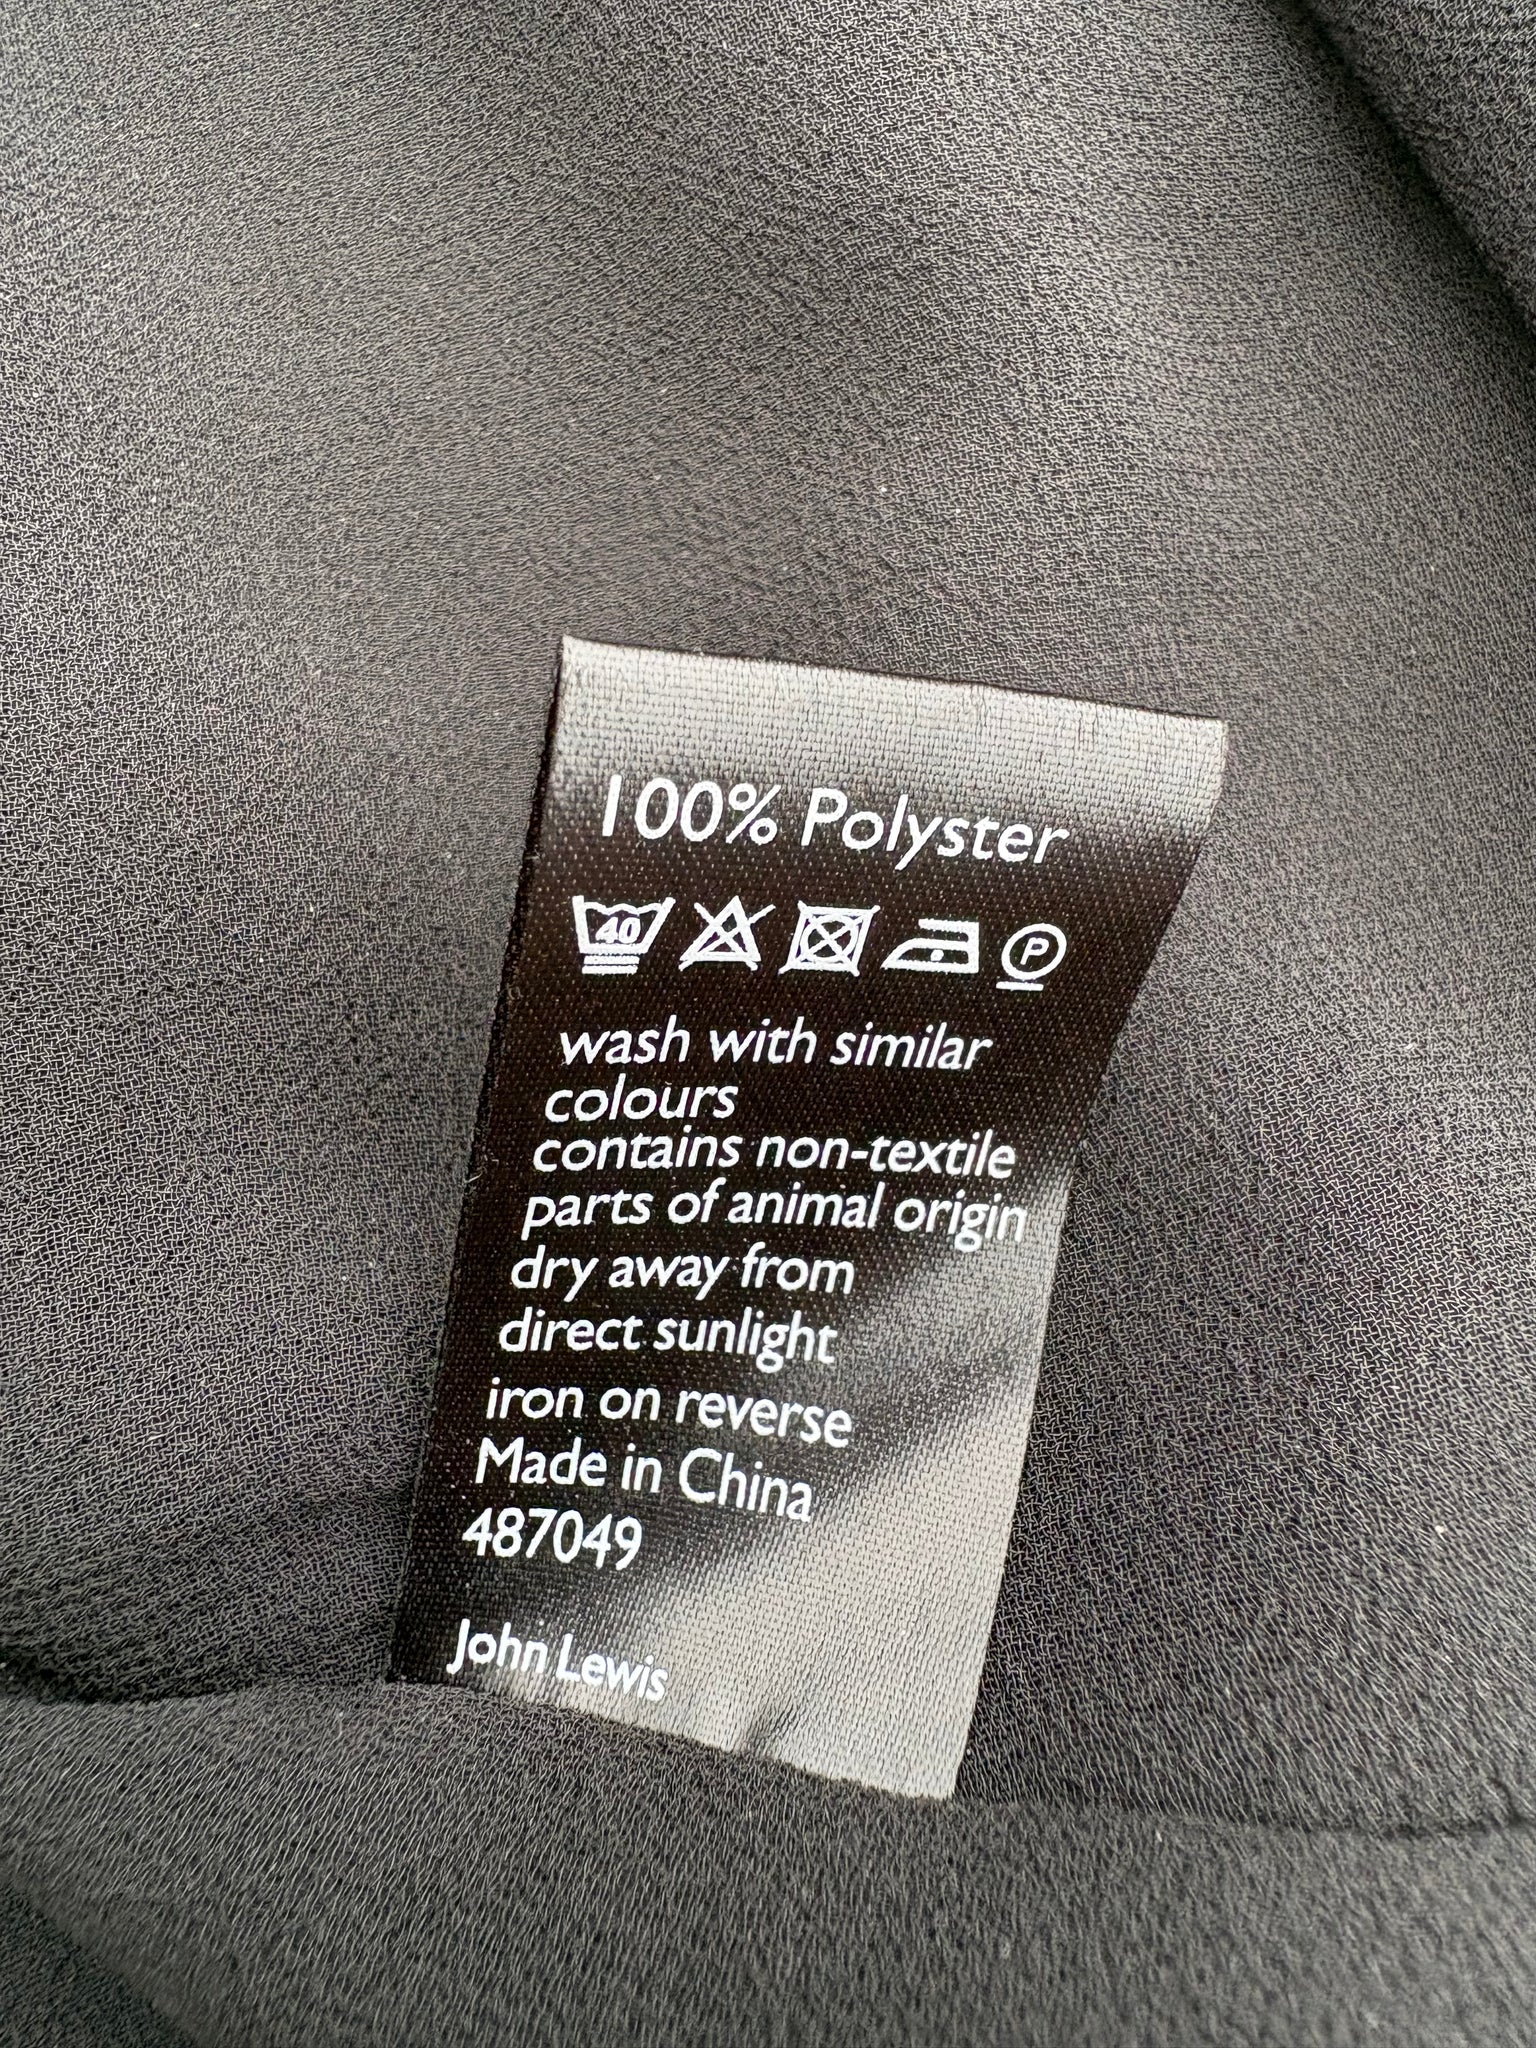 100% Polyster
40 P
wash with similar
colours
contains non-textile
parts of animal origin
dry away from
direct sunlight
iron on reverse
Made in China
487049
John Lewis